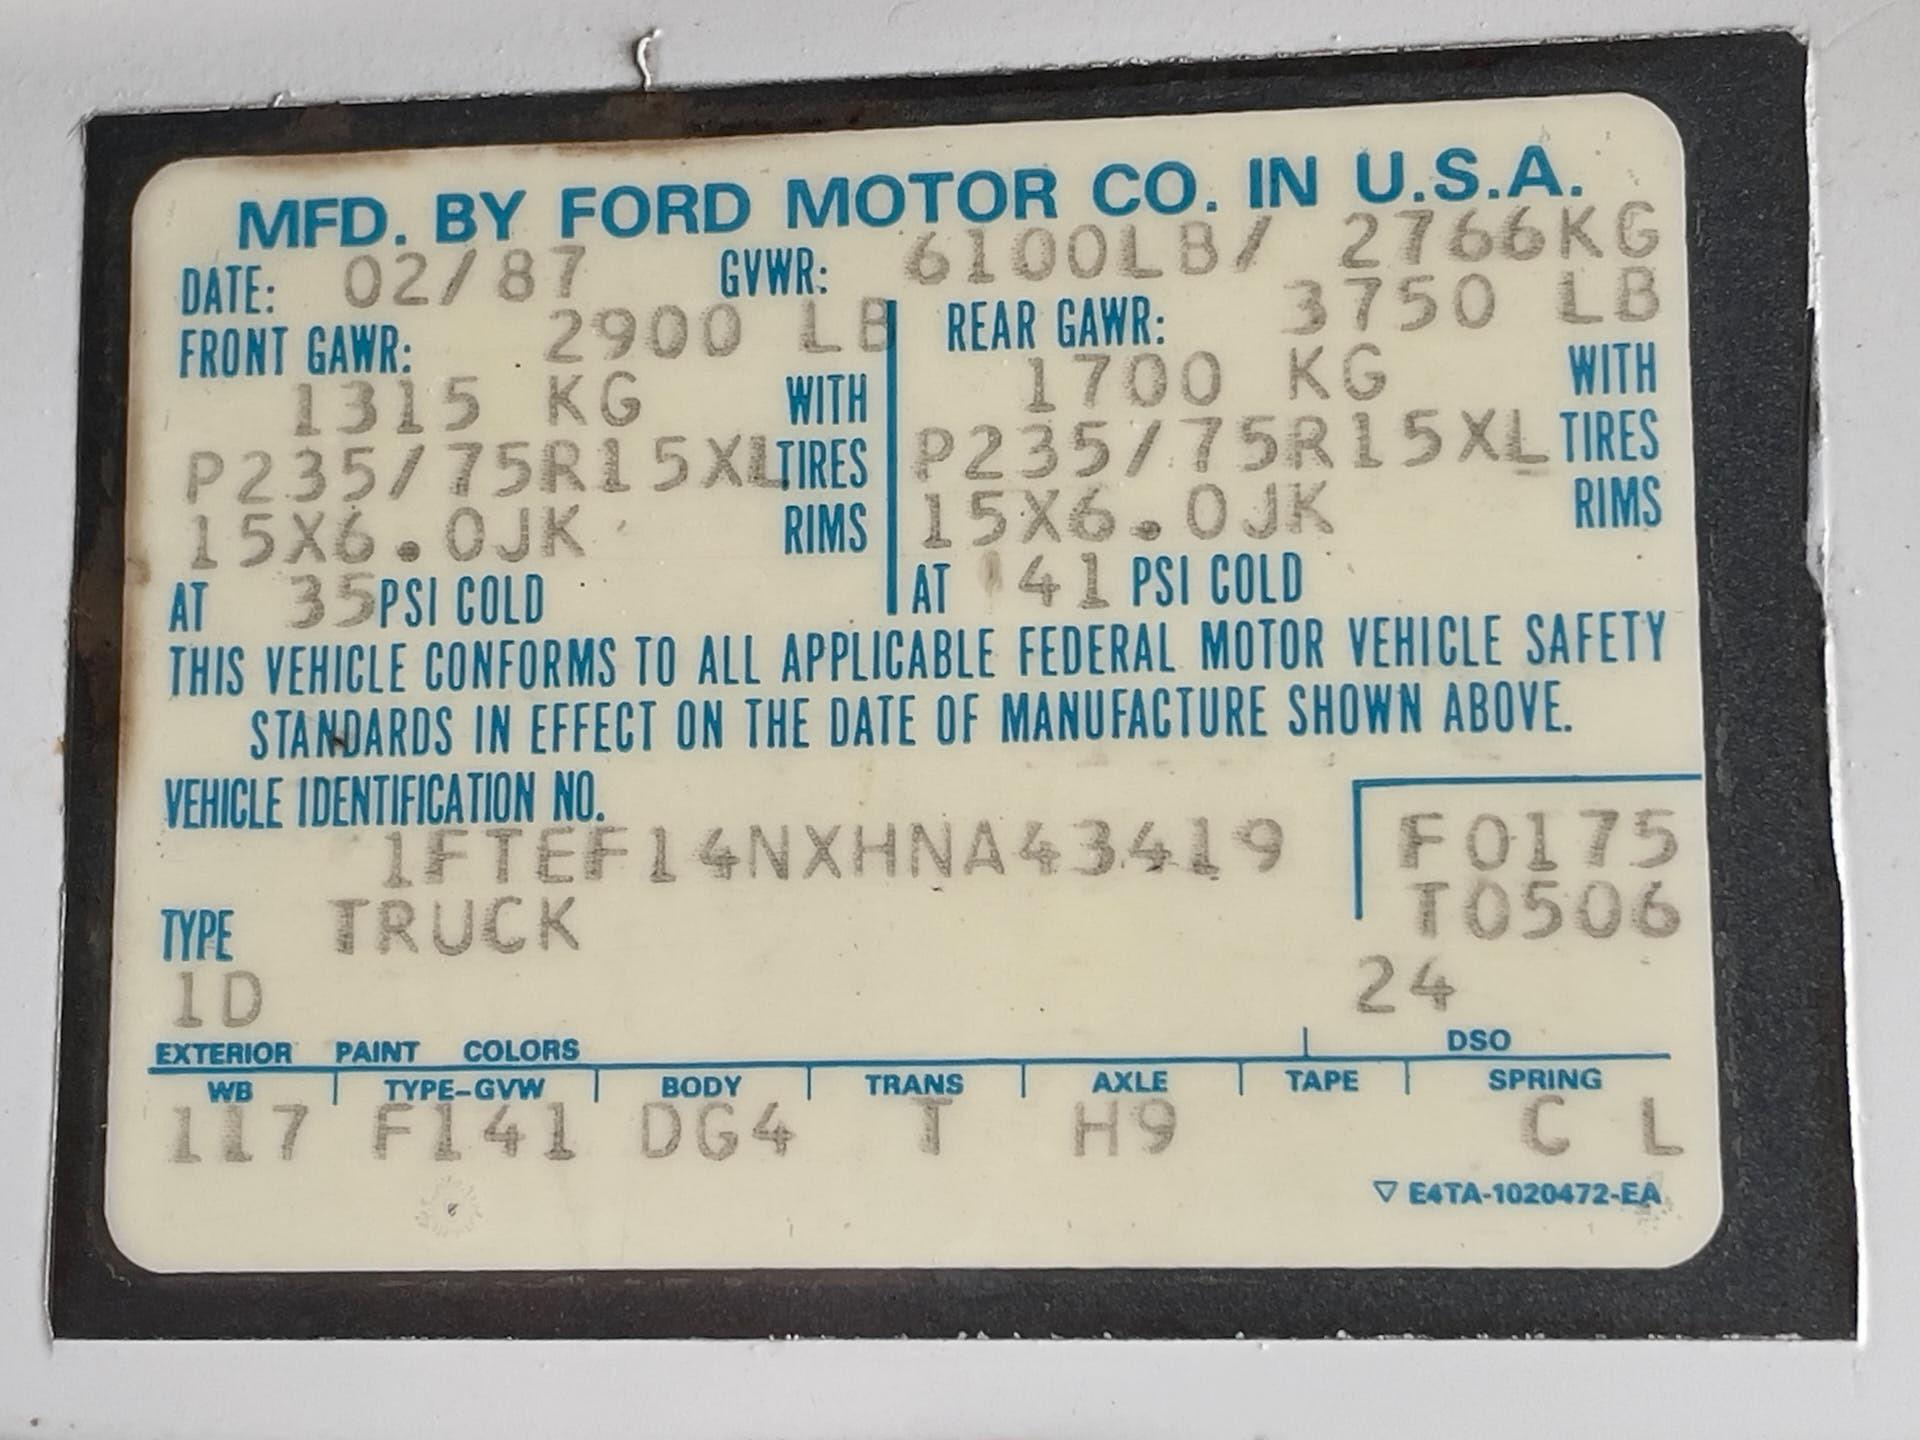 MFD. BY FORD MOTOR CO. IN U.S.A.
DATE: 02/87 GVWR: 6100LB/ 2766KG
FRONT GAWR: 2900 LB REAR GAWR: 3750 LB
1315 KG WITH 1700 KG WITH
P235/75R15XL TIRES P235/75R15XL TIRES
15X6.0JK RIMS 15X6.0JK RIMS
AT 35 PSI COLD AT 41 PSI COLD
THIS VEHICLE CONFORMS TO ALL APPLICABLE FEDERAL MOTOR VEHICLE SAFETY
STANDARDS IN EFFECT ON THE DATE OF MANUFACTURE SHOWN ABOVE.
VEHICLE IDENTIFICATION NO.
1FTEF14NXHNA43419 F0175
TYPE TRUCK T0506
1D 24
EXTERIOR PAINT COLORS DSO
WB TYPE-GVW BODY TRANS AXLE TAPE SPRING
117 F141 DG4 T H9 C L
▽ E4TA-1020472-EA